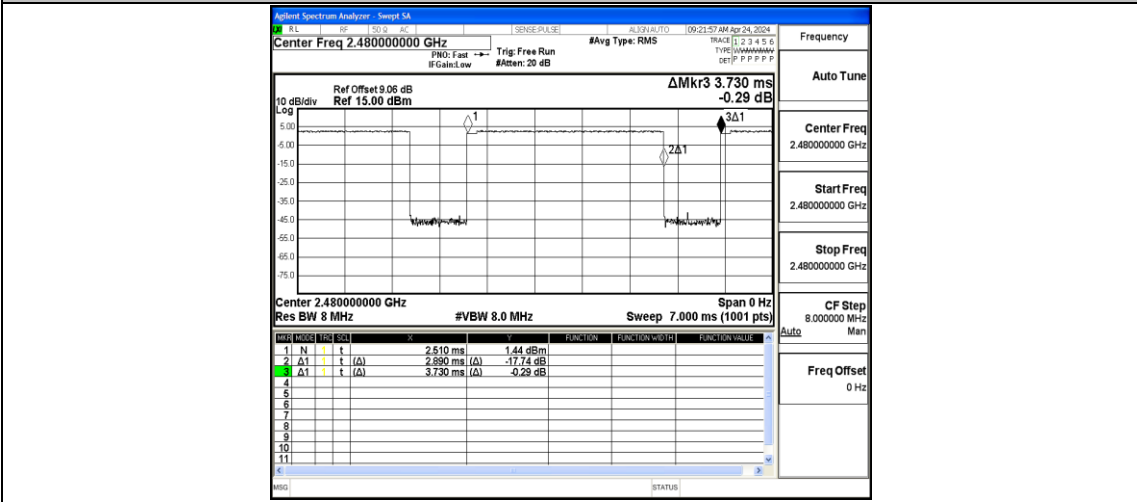 Agilent Spectrum Analyzer - Swept SA
RL RF 50 Ω AC SENSE:PULSE ALIGN AUTO 09:21:57 AM Apr 24, 2024
Center Freq 2.480000000 GHz
PNO: Fast
IFGain:Low
Trig: Free Run
#Atten: 20 dB
#Avg Type: RMS
TRACE 1 2 3 4 5 6
TYPE
DET P P P P P P
Frequency
Auto Tune
Center Freq
2.480000000 GHz
Start Freq
2.480000000 GHz
Stop Freq
2.480000000 GHz
CF Step
8.000000 MHz
Auto Man
Freq Offset
0 Hz
ΔMkr3 3.730 ms
-0.29 dB
Ref Offset 9.06 dB
10 dB/div Ref 15.00 dBm
Log
5.00
-5.00
-15.0
-25.0
-35.0
-45.0
-55.0
-65.0
-75.0
1
2Δ1
3Δ1
Center 2.480000000 GHz Span 0 Hz
Res BW 8 MHz #VBW 8.0 MHz Sweep 7.000 ms (1001 pts)
MKR MODE TRC SCL X Y FUNCTION FUNCTION WIDTH FUNCTION VALUE
1 N 1 t 2.510 ms 1.44 dBm
2 Δ1 1 t (Δ) 2.890 ms (Δ) -17.74 dB
3 Δ1 1 t (Δ) 3.730 ms (Δ) -0.29 dB
4
5
6
7
8
9
10
11
MSG STATUS